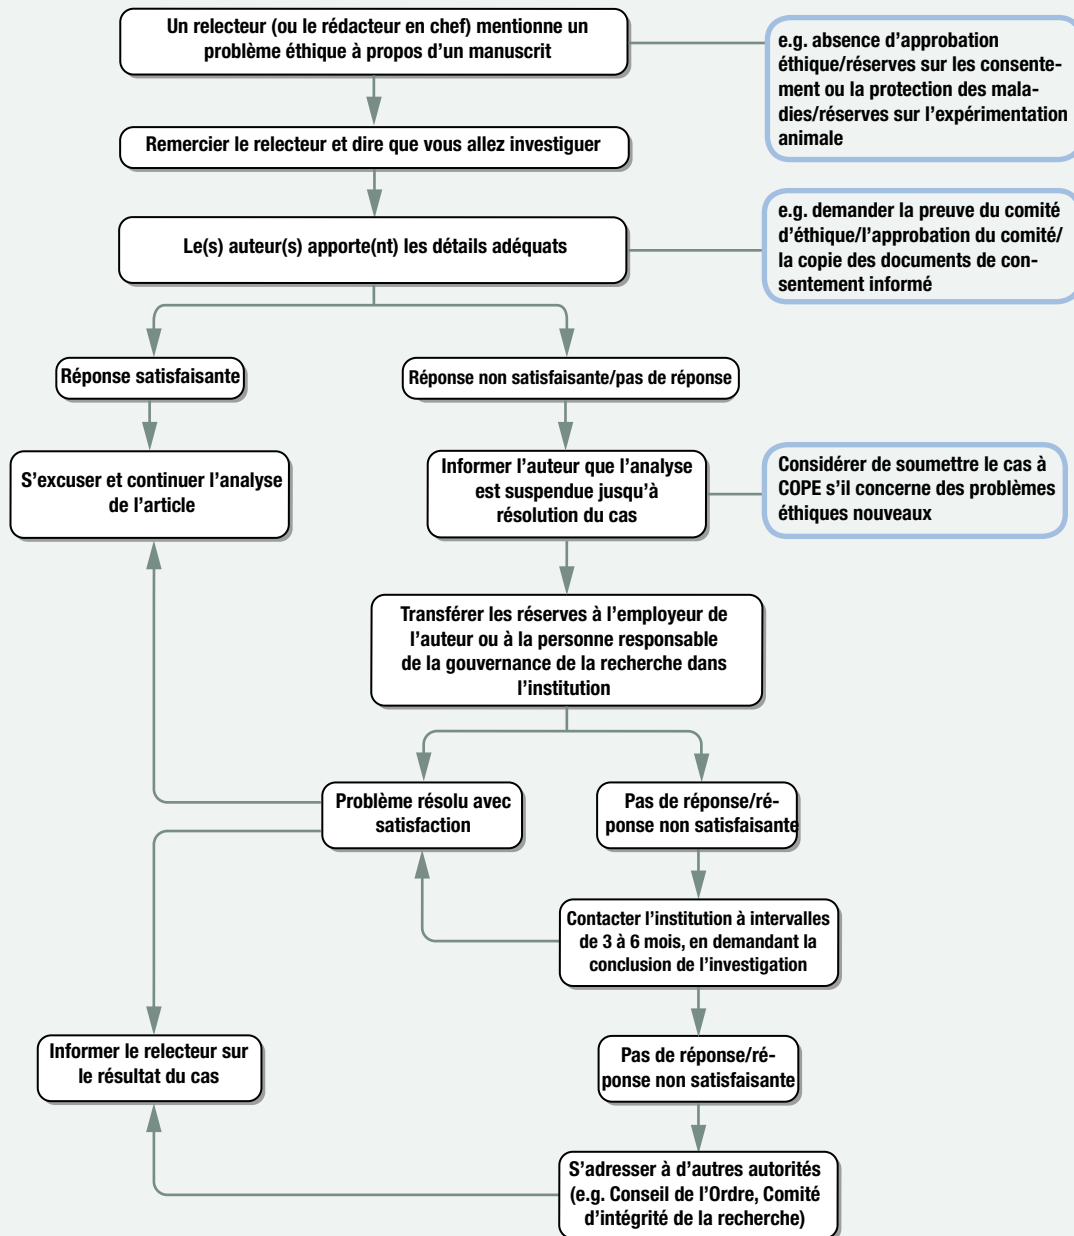 Un relecteur (ou le rédacteur en chef) mentionne un
problème éthique à propos d'un manuscrit
e.g. absence d'approbation
éthique/réserves sur les consente-
ment ou la protection des mala-
dies/réserves sur l'expérimentation
animale
Remercier le relecteur et dire que vous allez investiguer
Le(s) auteur(s) apporte(nt) les détails adéquats
e.g. demander la preuve du comité
d'éthique/l'approbation du comité/
la copie des documents de con-
sentement informé
Réponse satisfaisante
Réponse non satisfaisante/pas de réponse
S'excuser et continuer l'analyse
de l'article
Informer l'auteur que l'analyse
est suspendue jusqu'à
résolution du cas
Considérer de soumettre le cas à
COPE s'il concerne des problèmes
éthiques nouveaux
Transférer les réserves à l'employeur de
l'auteur ou à la personne responsable
de la gouvernance de la recherche dans
l'institution
Problème résolu avec
satisfaction
Pas de réponse/ré-
ponse non satisfaisante
Contacter l'institution à intervalles
de 3 à 6 mois, en demandant la
conclusion de l'investigation
Informer le relecteur sur
le résultat du cas
Pas de réponse/ré-
ponse non satisfaisante
S'adresser à d'autres autorités
(e.g. Conseil de l'Ordre, Comité
d'intégrité de la recherche)